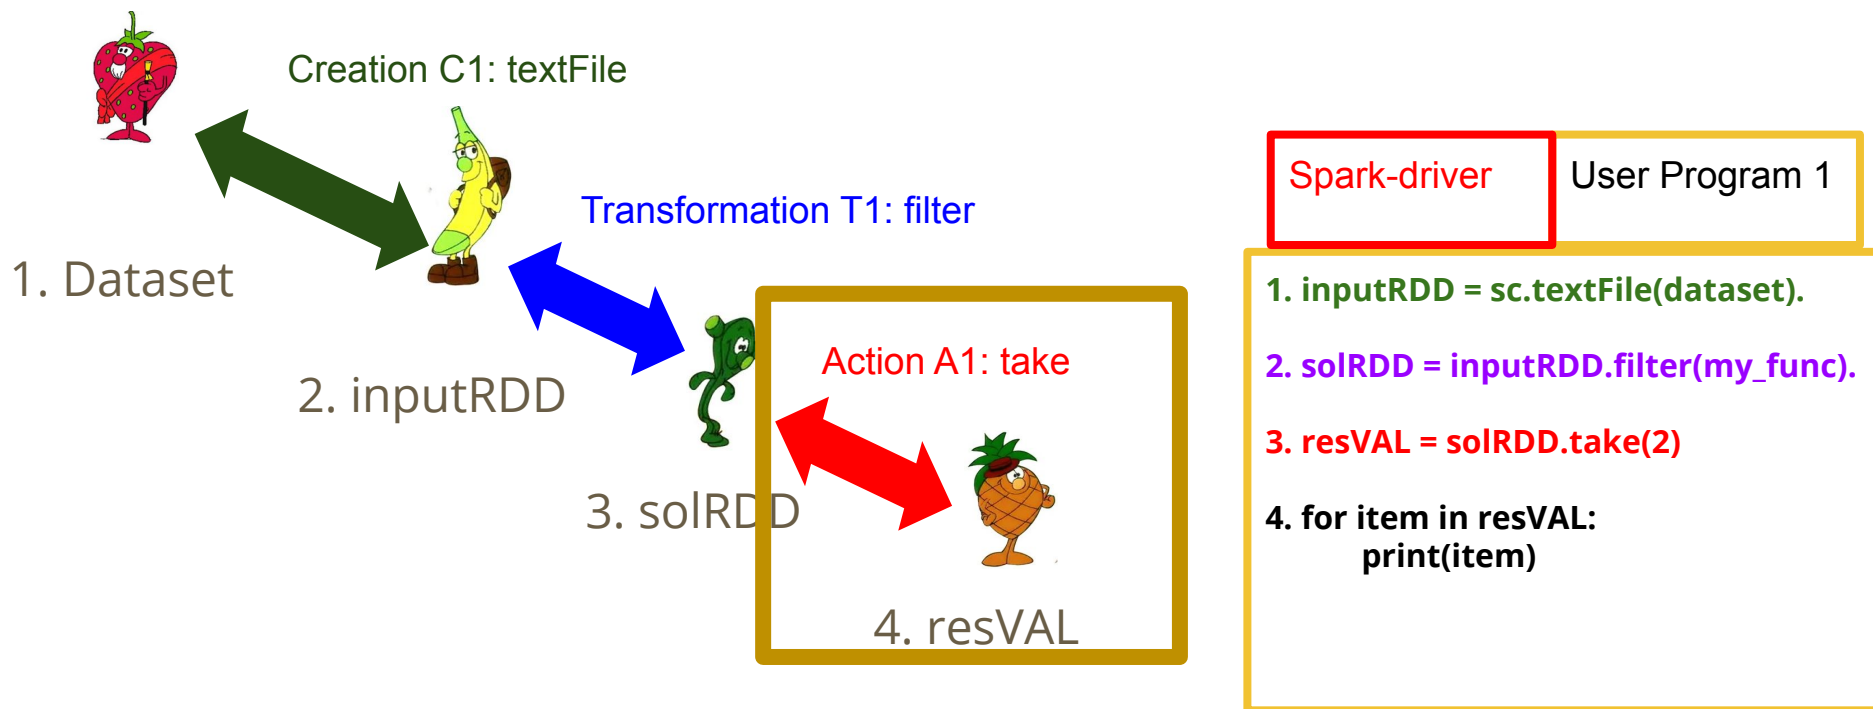 Creation C1: textFile
1. Dataset
Transformation T1: filter
2. inputRDD
Action A1: take
3. solRDD
4. resVAL
Spark-driver
User Program 1
1. inputRDD = sc.textFile(dataset).
2. solRDD = inputRDD.filter(my_func).
3. resVAL = solRDD.take(2)
4. for item in resVAL:
print(item)